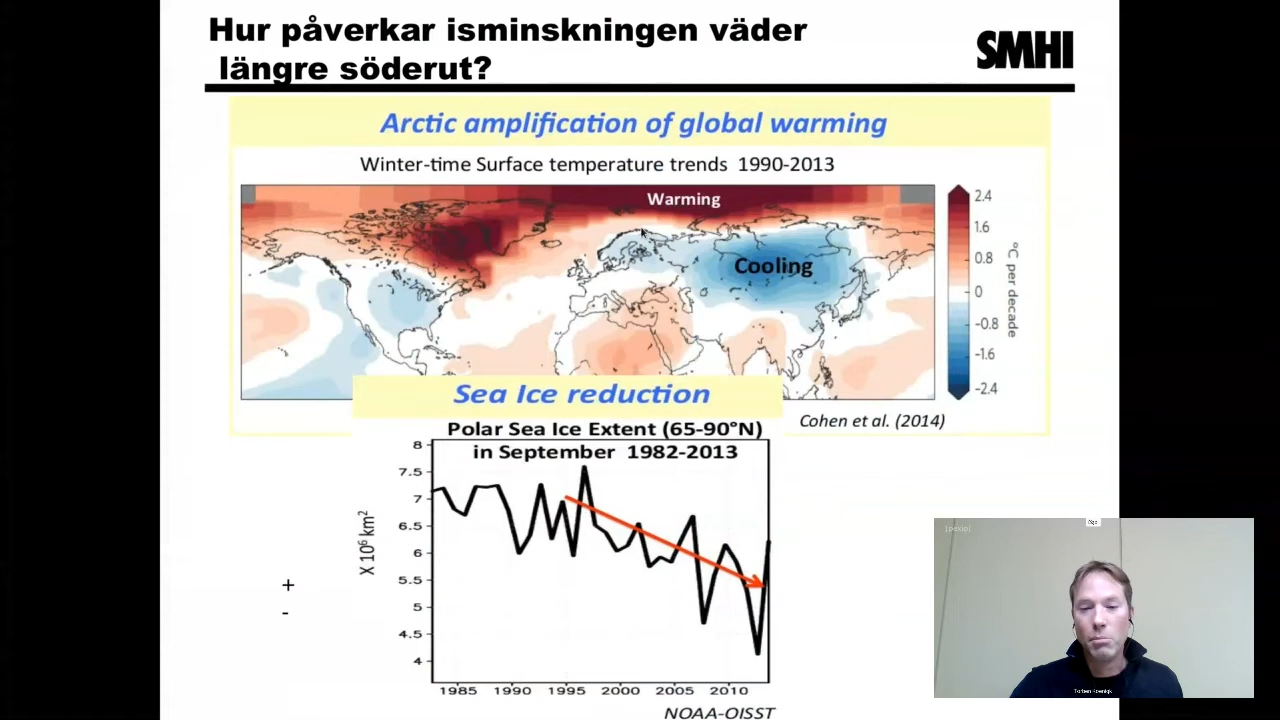 Hur påverkar isminskningen väder
längre söderut?
SMHI
Arctic amplification of global warming
Winter-time Surface temperature trends 1990-2013
Warming
Cooling
2.4
1.6
0.8
0
-0.8
-1.6
-2.4
°C per decade
Cohen et al. (2014)
Sea Ice reduction
Polar Sea Ice Extent (65-90°N)
in September 1982-2013
8
7.5
7
6.5
6
5.5
5
4.5
4
X 10⁶ km²
1985 1990 1995 2000 2005 2010
NOAA-OISST
+
-
[pexip]
Torben Koenigk